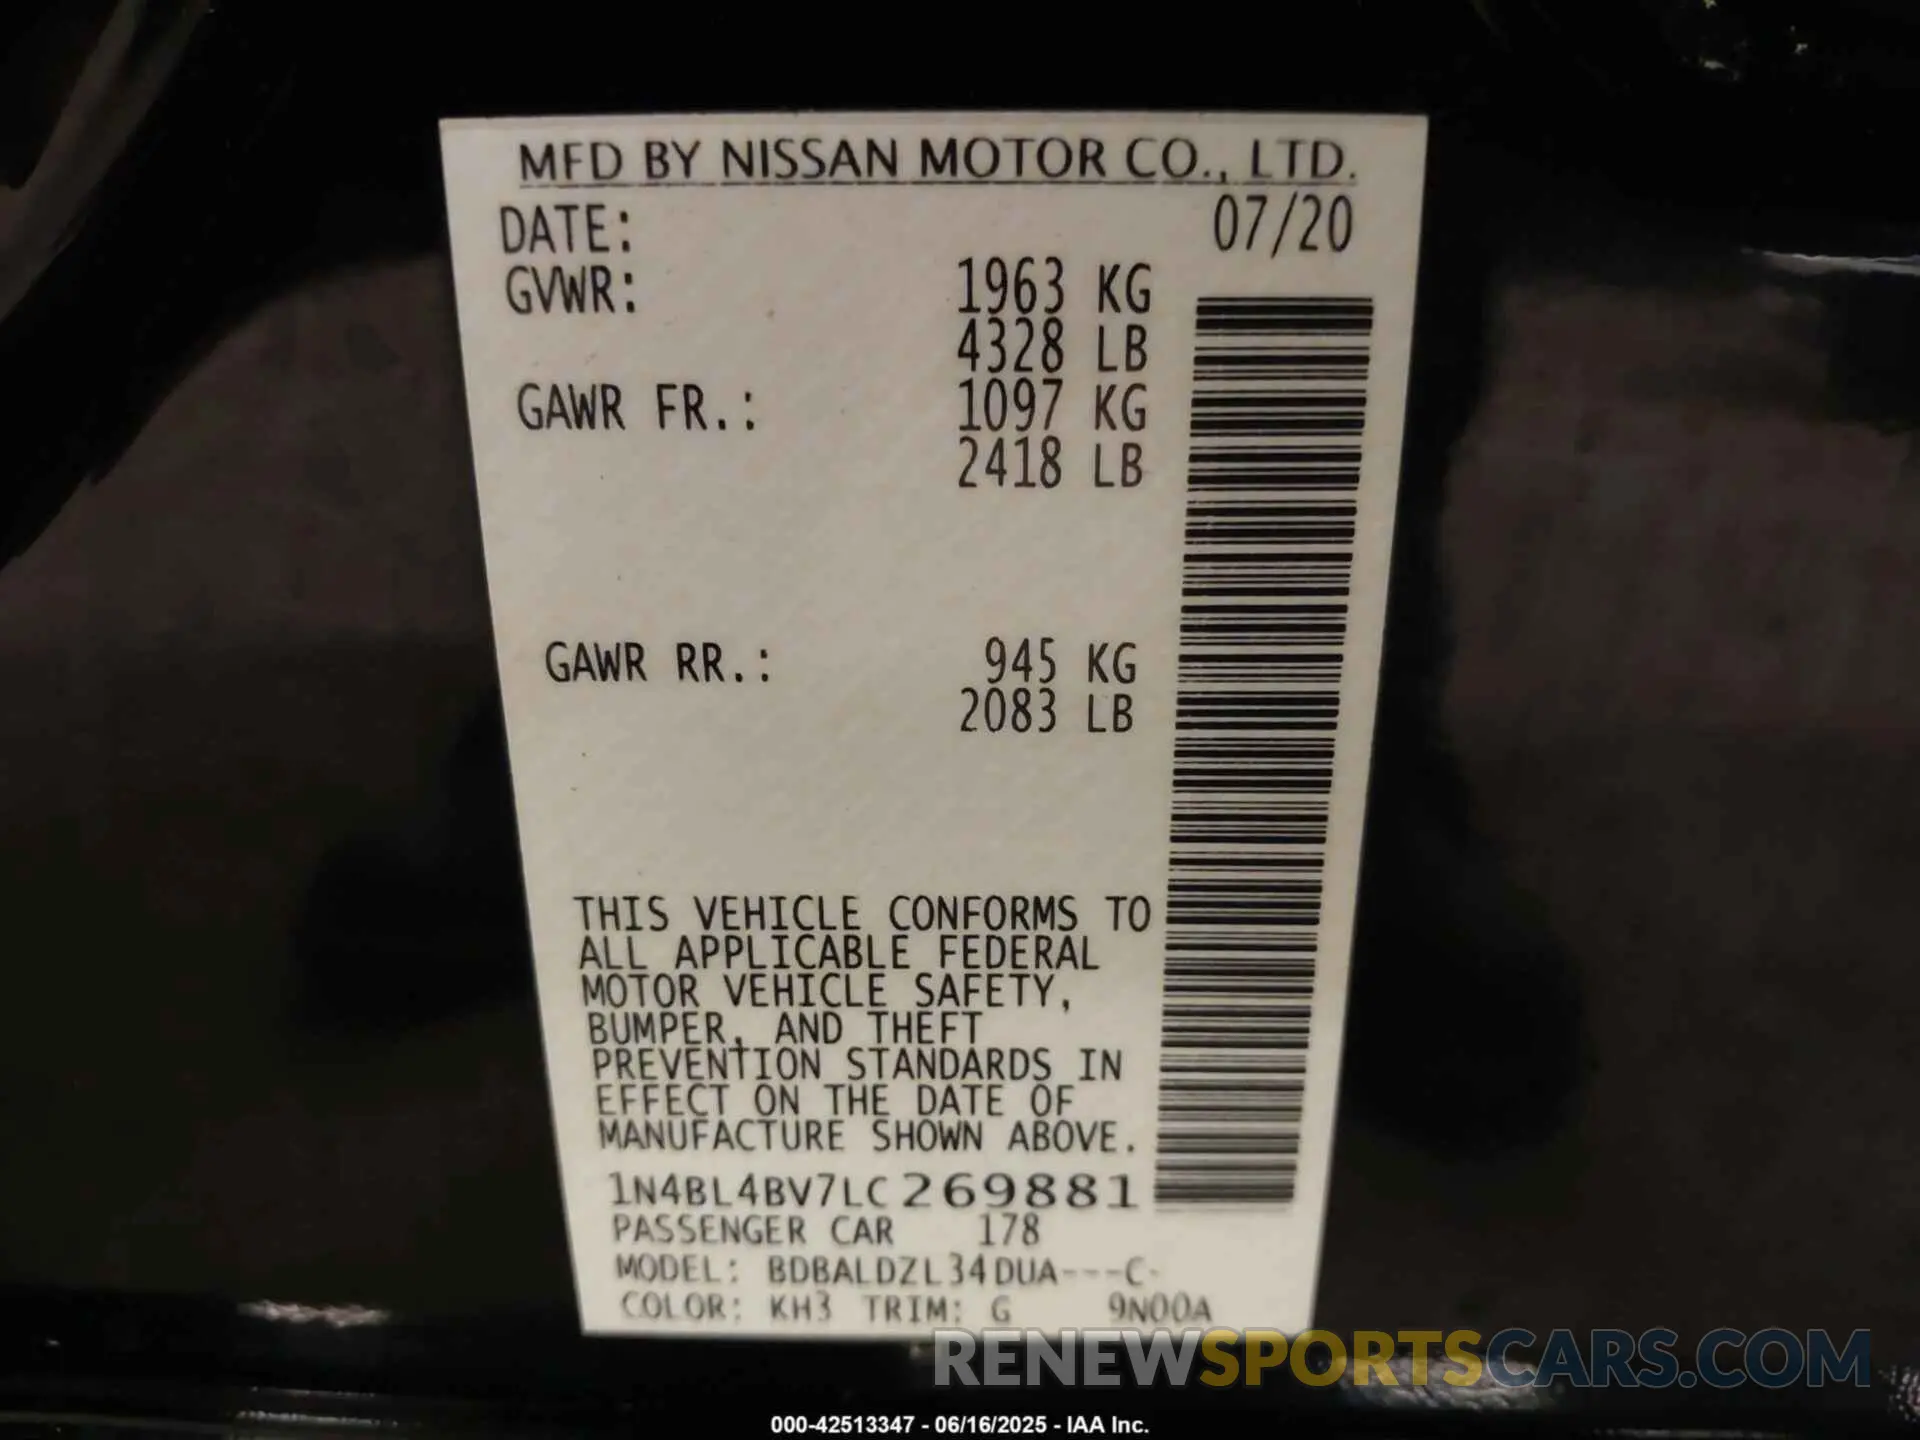 MFD BY NISSAN MOTOR CO., LTD.
DATE: 07/20
GVWR: 1963 KG
4328 LB
GAWR FR.: 1097 KG
2418 LB
GAWR RR.: 945 KG
2083 LB
THIS VEHICLE CONFORMS TO
ALL APPLICABLE FEDERAL
MOTOR VEHICLE SAFETY,
BUMPER, AND THEFT
PREVENTION STANDARDS IN
EFFECT ON THE DATE OF
MANUFACTURE SHOWN ABOVE.
1N4BL4BV7LC269881
PASSENGER CAR 178
MODEL: BDBALDZL34DUA---C-
COLOR: KH3 TRIM: G 9N00A
RENEWSPORTSCARS.COM
000-42513347 - 06/16/2025 - IAA Inc.